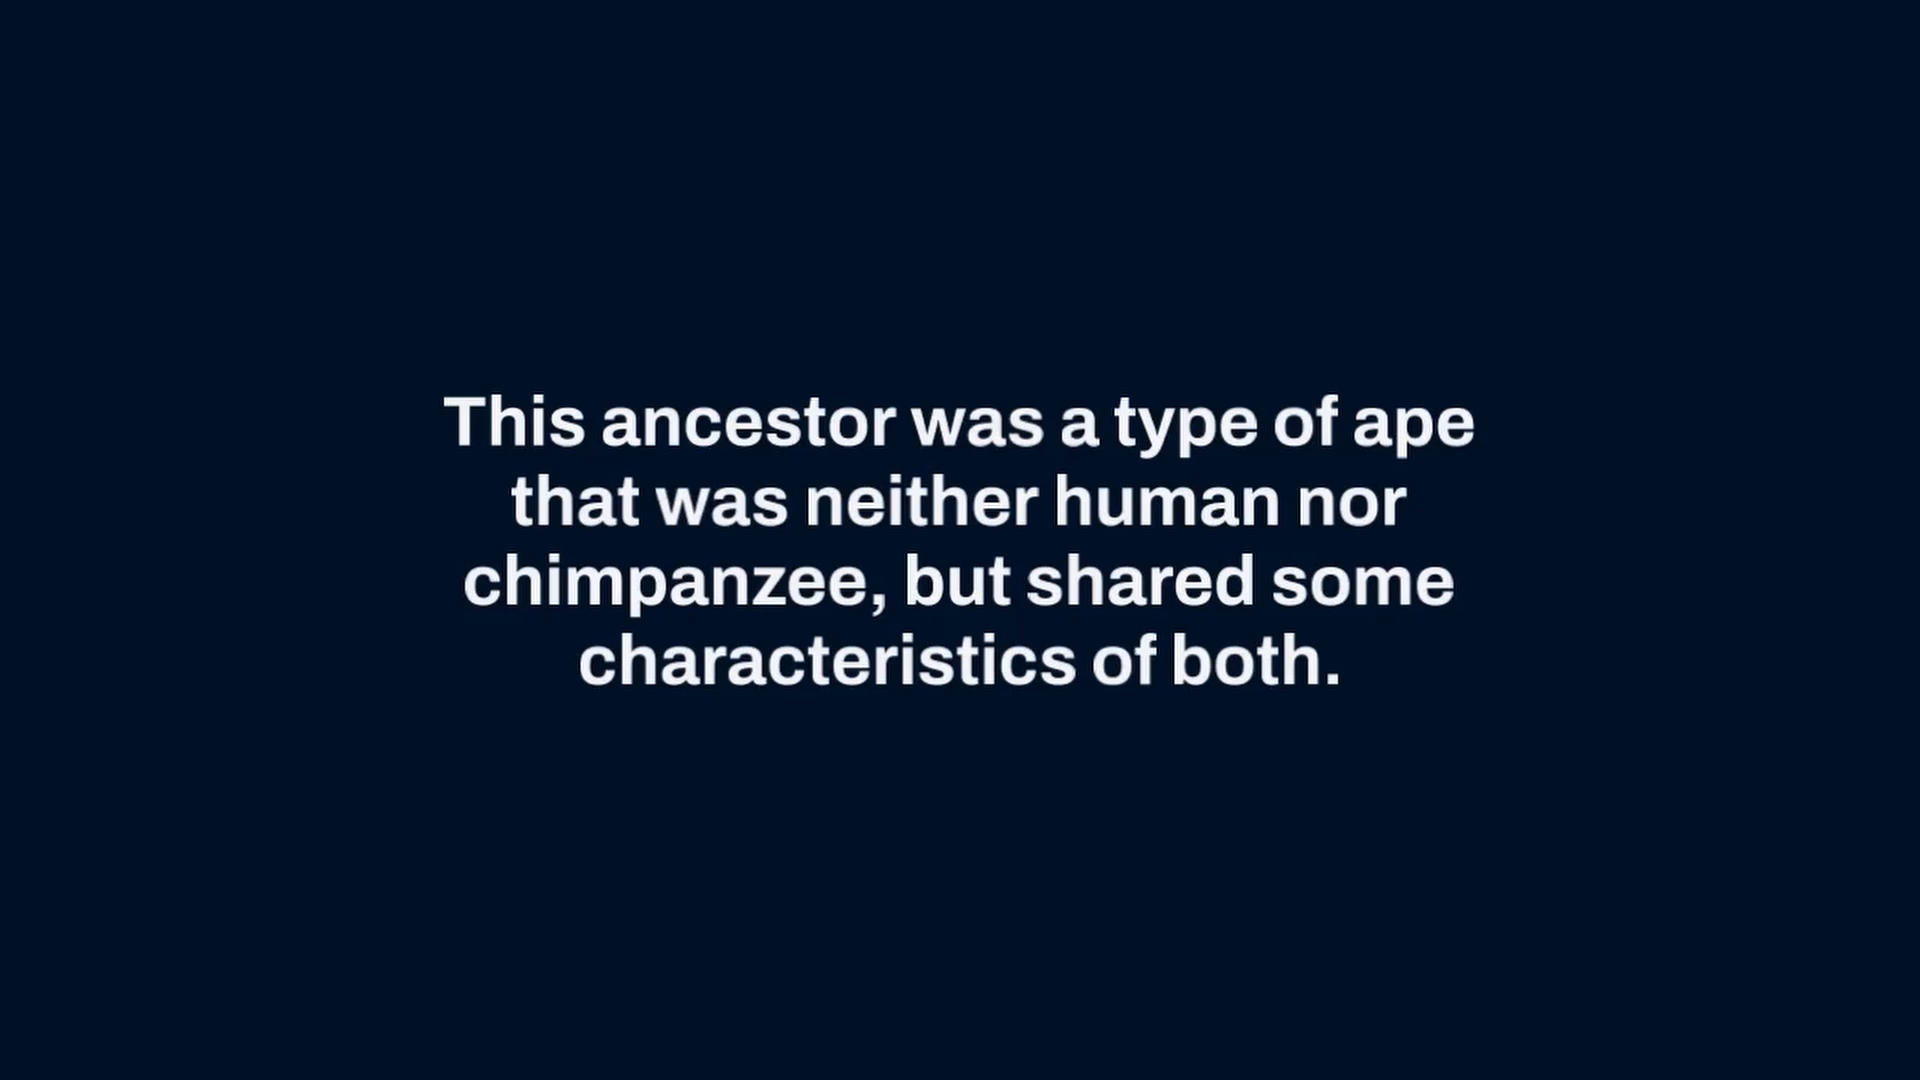 This ancestor was a type of ape
that was neither human nor
chimpanzee, but shared some
characteristics of both.